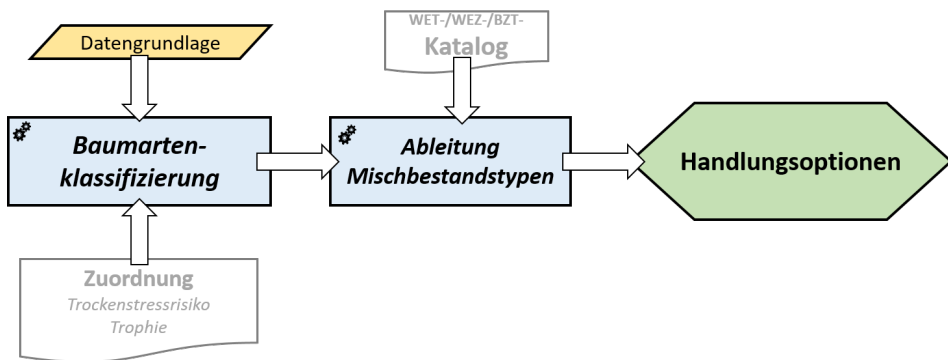 Datengrundlage
WET-/WEZ-/BZT-
Katalog
Baumarten-
klassifizierung
Ableitung
Mischbestandstypen
Handlungsoptionen
Zuordnung
Trockenstressrisiko
Trophie